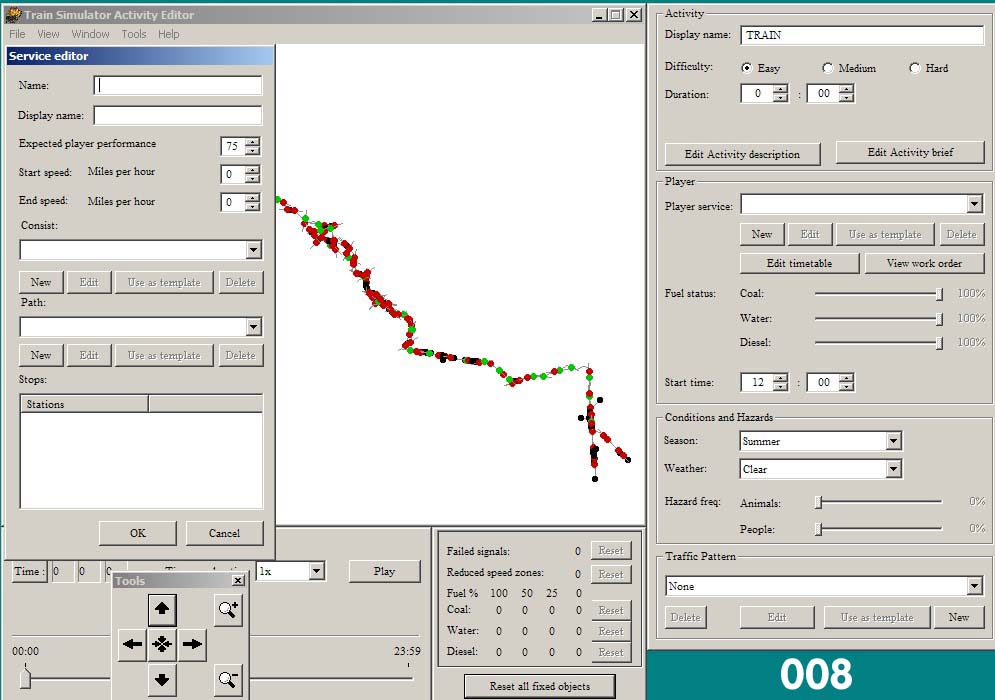 Train Simulator Activity Editor
File View Window Tools Help
Service editor
Name:
Display name:
Expected player performance 75
Start speed: Miles per hour 0
End speed: Miles per hour 0
Consist:
New Edit Use as template Delete
Path:
New Edit Use as template Delete
Stops:
Stations
OK Cancel
Time : 0 0 0
1x
Play
Tools
00:00
23:59
Failed signals: 0 Reset
Reduced speed zones: 0 Reset
Fuel % 100 50 25 0
Coal: 0 0 0 0 Reset
Water: 0 0 0 0 Reset
Diesel: 0 0 0 0 Reset
Reset all fixed objects
Activity
Display name: TRAIN
Difficulty: Easy Medium Hard
Duration: 0 : 00
Edit Activity description Edit Activity brief
Player
Player service:
New Edit Use as template Delete
Edit timetable View work order
Fuel status: Coal: 100%
Water: 100%
Diesel: 100%
Start time: 12 : 00
Conditions and Hazards
Season: Summer
Weather: Clear
Hazard freq: Animals: 0%
People: 0%
Traffic Pattern
None
Delete Edit Use as template New
008